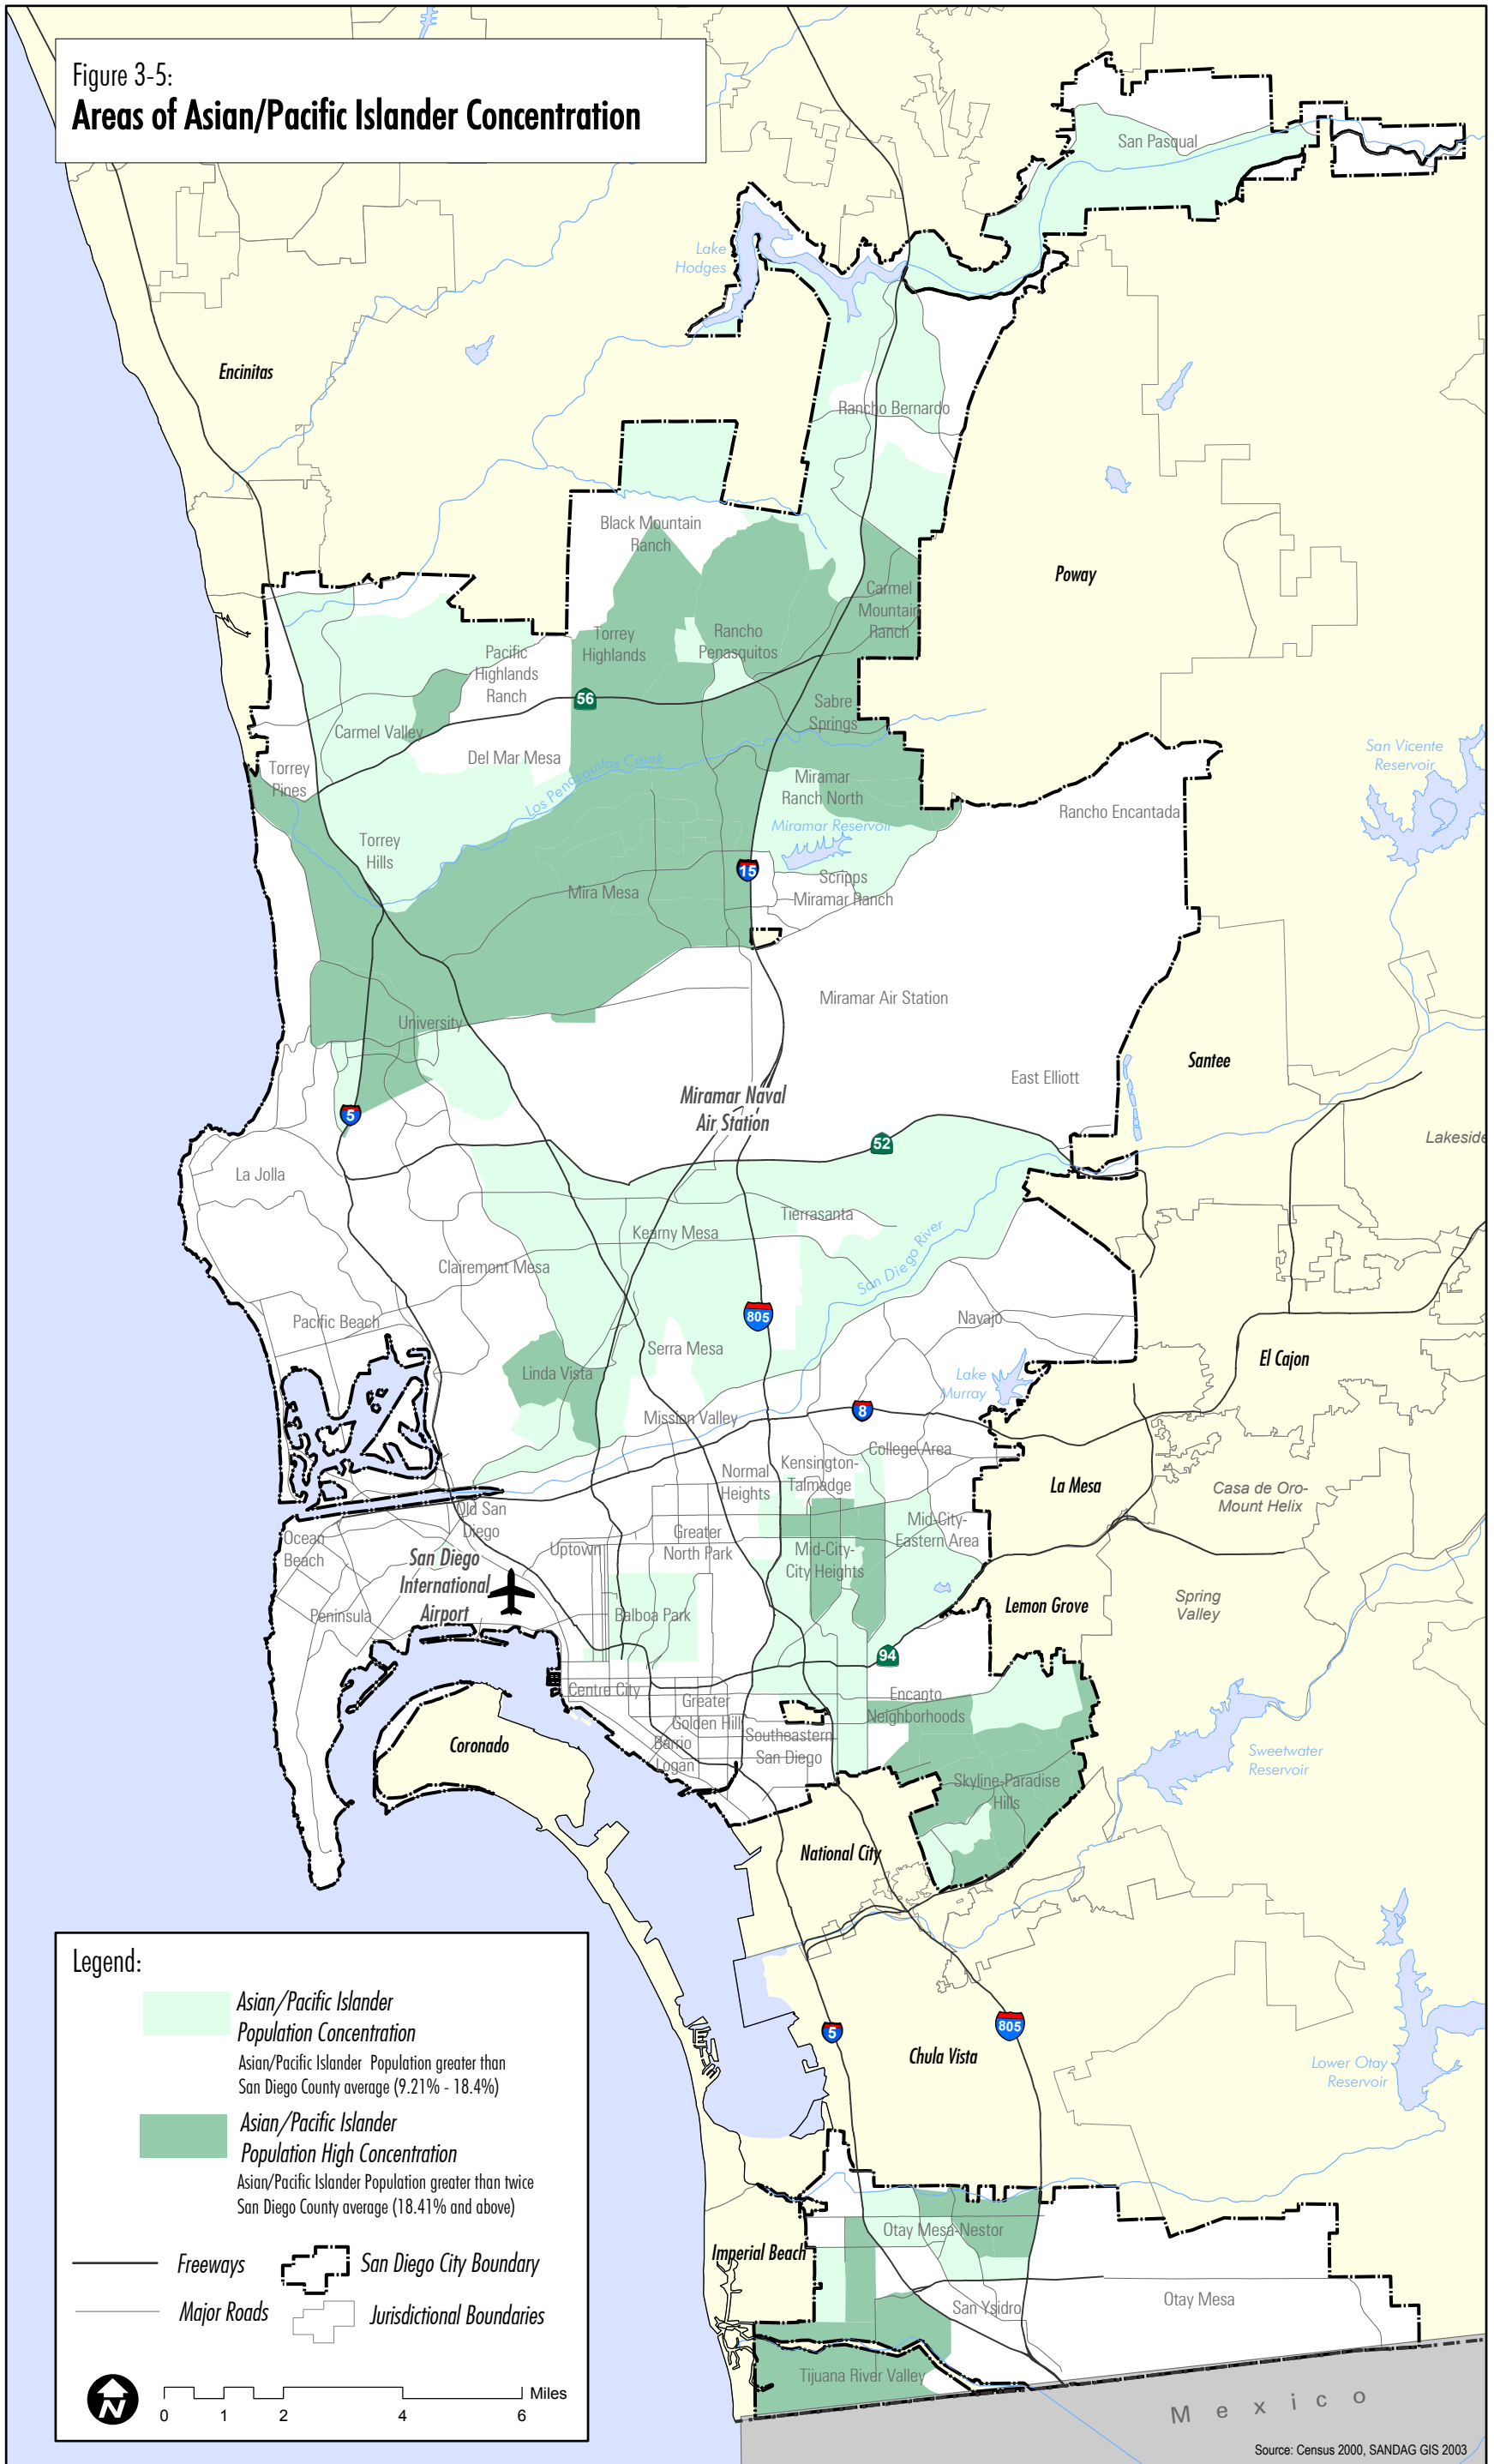 Figure 3-5:
Areas of Asian/Pacific Islander Concentration
San Pasqual
Lake
Hodges
Encinitas
Rancho Bernardo
Black Mountain
Ranch
Poway
Carmel
Mountain
Ranch
Torrey
Highlands
Rancho
Penasquitos
Pacific
Highlands
Ranch
56
Sabre
Springs
Carmel Valley
Del Mar Mesa
San Vicente
Reservoir
Torrey
Pines
Los Penasquitos Creek
Miramar
Ranch North
Rancho Encantada
Miramar Reservoir
Torrey
Hills
15
Scripps
Miramar Ranch
Mira Mesa
Miramar Air Station
University
Santee
East Elliott
Miramar Naval
Air Station
5
52
Lakeside
La Jolla
Tierrasanta
Kearny Mesa
San Diego River
Clairemont Mesa
Pacific Beach
805
Navajo
Serra Mesa
El Cajon
Linda Vista
Lake
Murray
8
Mission Valley
College Area
Kensington-
Talmadge
Normal
Heights
La Mesa
Casa de Oro-
Mount Helix
Old San
Diego
Mid-City-
Eastern Area
Ocean
Beach
Greater
North Park
Uptown
Mid-City-
City Heights
San Diego
International
Airport
Peninsula
Balboa Park
Lemon Grove
Spring
Valley
94
Centre City
Encanto
Neighborhoods
Greater
Golden Hill
Coronado
Barrio
Logan
Southeastern
San Diego
Sweetwater
Reservoir
Skyline-Paradise
Hills
National City
Legend:
Asian/Pacific Islander
Population Concentration
Asian/Pacific Islander Population greater than
San Diego County average (9.21% - 18.4%)
Asian/Pacific Islander
Population High Concentration
Asian/Pacific Islander Population greater than twice
San Diego County average (18.41% and above)
Freeways
San Diego City Boundary
Major Roads
Jurisdictional Boundaries
N
0 1 2 4 6
Miles
5
805
Chula Vista
Lower Otay
Reservoir
Otay Mesa-Nestor
Imperial Beach
Otay Mesa
San Ysidro
Tijuana River Valley
Mexico
Source: Census 2000, SANDAG GIS 2003